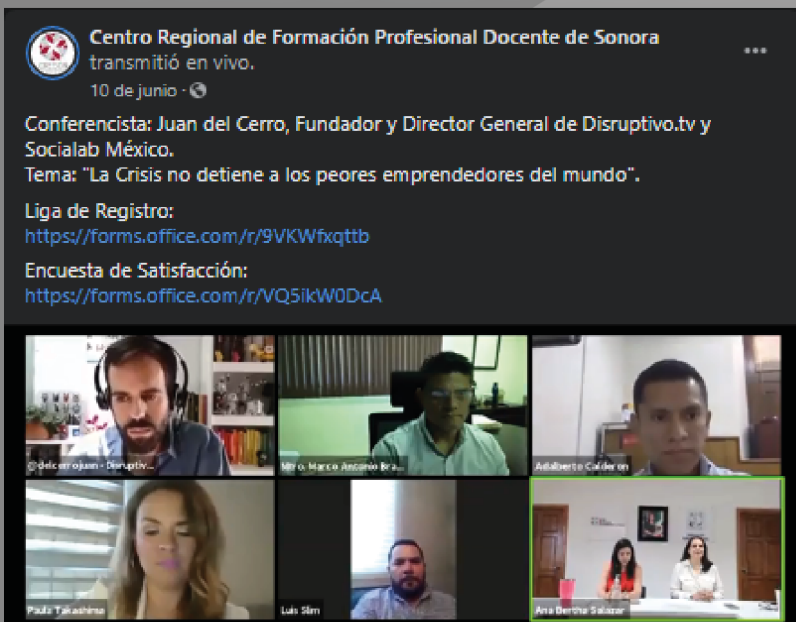 Centro Regional de Formación Profesional Docente de Sonora
transmitió en vivo.
10 de junio ·
Conferencista: Juan del Cerro, Fundador y Director General de Disruptivo.tv y
Socialab México.
Tema: "La Crisis no detiene a los peores emprendedores del mundo".
Liga de Registro:
https://forms.office.com/r/9VKWfxqttb
Encuesta de Satisfacción:
https://forms.office.com/r/VQ5ikW0DcA
@delcerrojuan - Disruptiv...
Mtro. Marco Antonio Bra...
Adalberto Calderon
Paula Takashima
Luis Slim
Ana Bertha Salazar